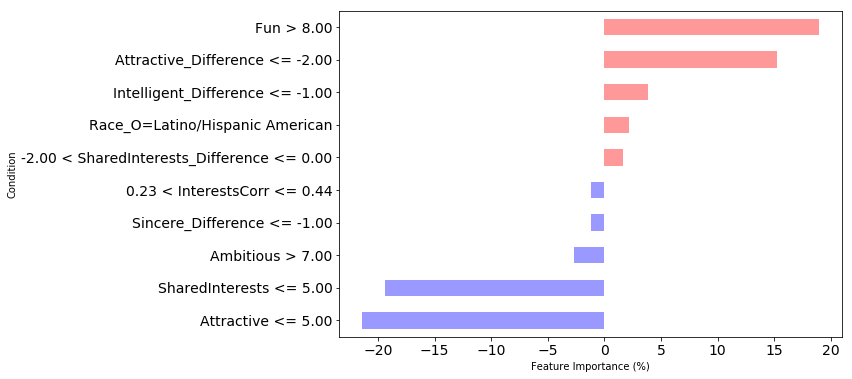 Fun > 8.00
Attractive_Difference <= -2.00
Intelligent_Difference <= -1.00
Race_O=Latino/Hispanic American
-2.00 < SharedInterests_Difference <= 0.00
0.23 < InterestsCorr <= 0.44
Sincere_Difference <= -1.00
Ambitious > 7.00
SharedInterests <= 5.00
Attractive <= 5.00
Condition
−20 −15 −10 −5 0 5 10 15 20
Feature Importance (%)